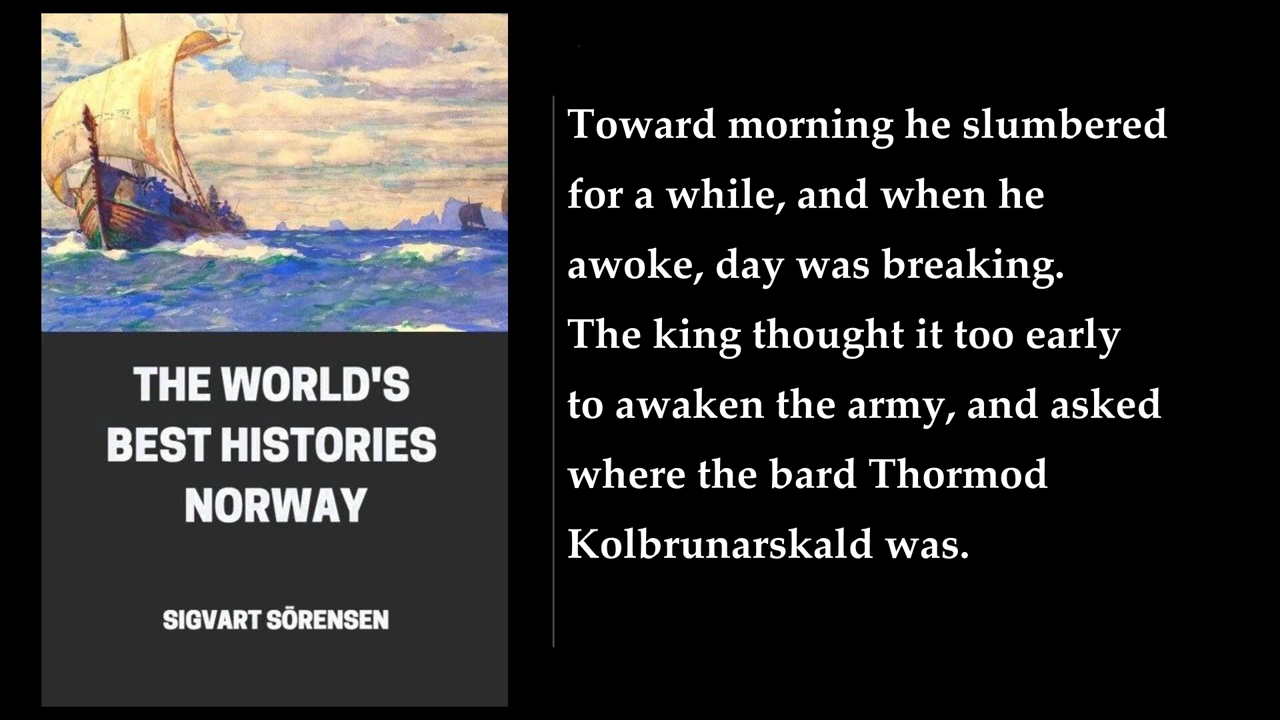 THE WORLD'S
BEST HISTORIES
NORWAY
SIGVART SÖRENSEN
Toward morning he slumbered
for a while, and when he
awoke, day was breaking.
The king thought it too early
to awaken the army, and asked
where the bard Thormod
Kolbrunarskald was.